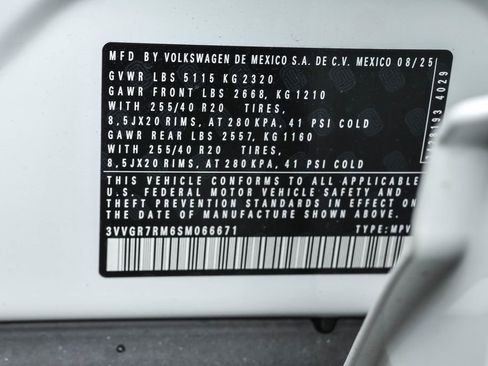 MFD BY VOLKSWAGEN DE MEXICO S.A. DE C.V. MEXICO 08/25
GVWR LBS 5115 KG 2320
GAWR FRONT LBS 2668, KG 1210
WITH 255/40 R20 TIRES,
8,5JX20 RIMS, AT 280 KPA, 41 PSI COLD
GAWR REAR LBS 2557, KG 1160
WITH 255/40 R20 TIRES,
8,5JX20 RIMS, AT 280 KPA, 41 PSI COLD
THIS VEHICLE CONFORMS TO ALL APPLICABLE
U.S. FEDERAL MOTOR VEHICLE SAFETY AND
THEFT PREVENTION STANDARDS IN EFFECT
DATE OF MANUFACTURE SHOWN ABOVE.
3VVGR7RM6SM066671 TYPE: MPV
4029